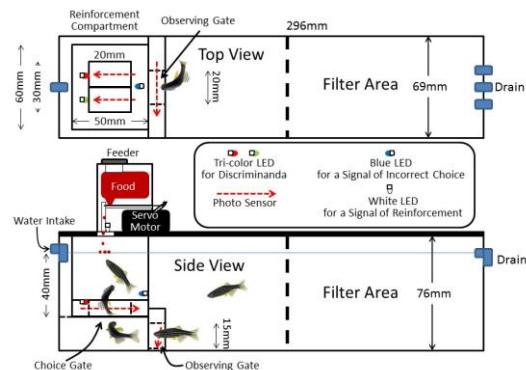 Reinforcement
Compartment
Observing Gate
296mm
Top View
20mm
20mm
60mm
30mm
50mm
Filter Area
69mm
Drain
Feeder
Food
Servo
Motor
Tri-color LED
for Discriminanda
Photo Sensor
Blue LED
for a Signal of Incorrect Choice
White LED
for a Signal of Reinforcement
Water Intake
40mm
Side View
Filter Area
76mm
Drain
15mm
Choice Gate
Observing Gate